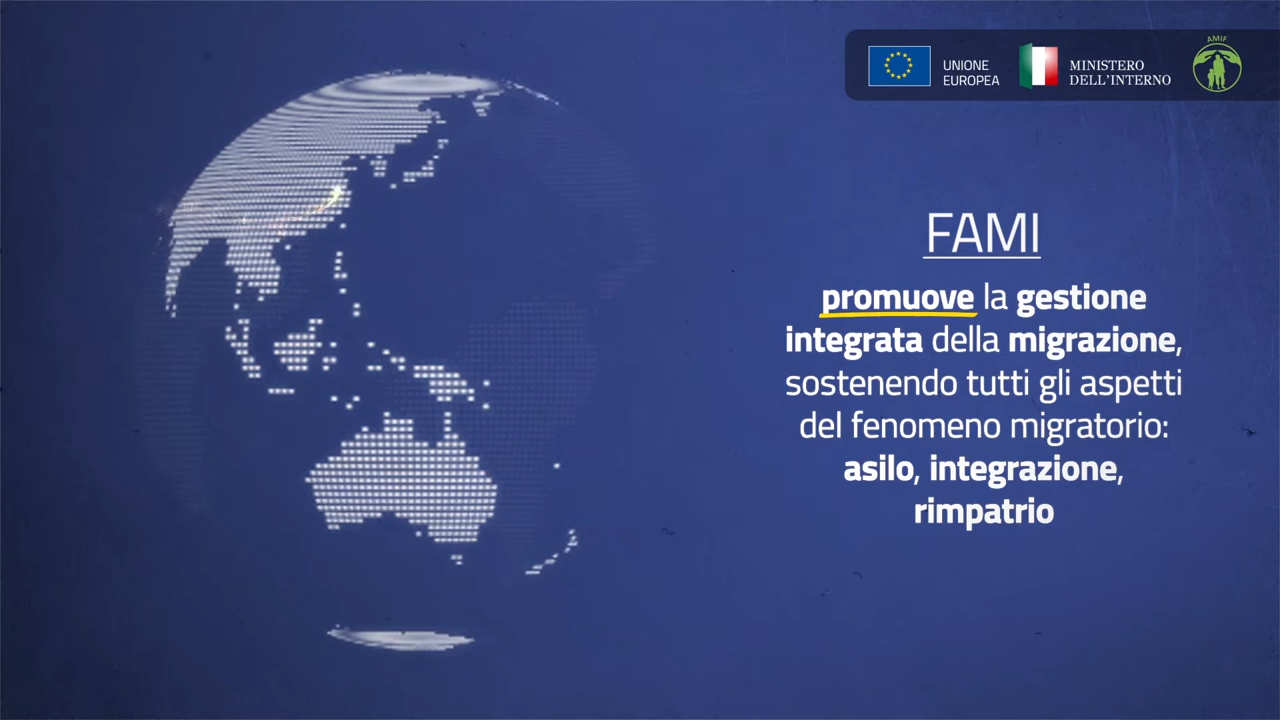 UNIONE
EUROPEA
MINISTERO
DELL'INTERNO
AMIF
FAMI
promuove la gestione
integrata della migrazione,
sostenendo tutti gli aspetti
del fenomeno migratorio:
asilo, integrazione,
rimpatrio